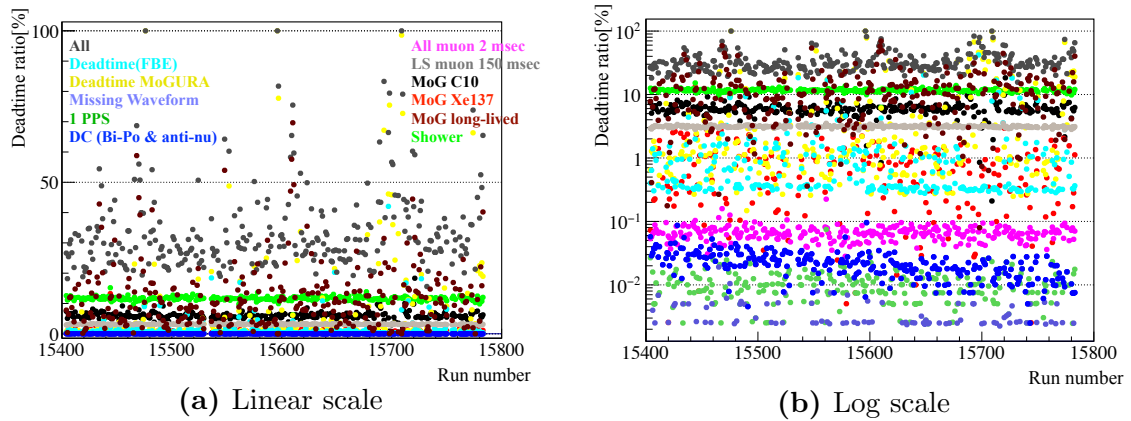 Deadtime ratio[%]
100
50
0
All
Deadtime(FBE)
Deadtime MoGURA
Missing Waveform
1 PPS
DC (Bi-Po & anti-nu)
All muon 2 msec
LS muon 150 msec
MoG C10
MoG Xe137
MoG long-lived
Shower
15400 15500 15600 15700 15800
Run number
(a) Linear scale
Deadtime ratio[%]
10²
10
1
10⁻¹
10⁻²
15400 15500 15600 15700 15800
Run number
(b) Log scale